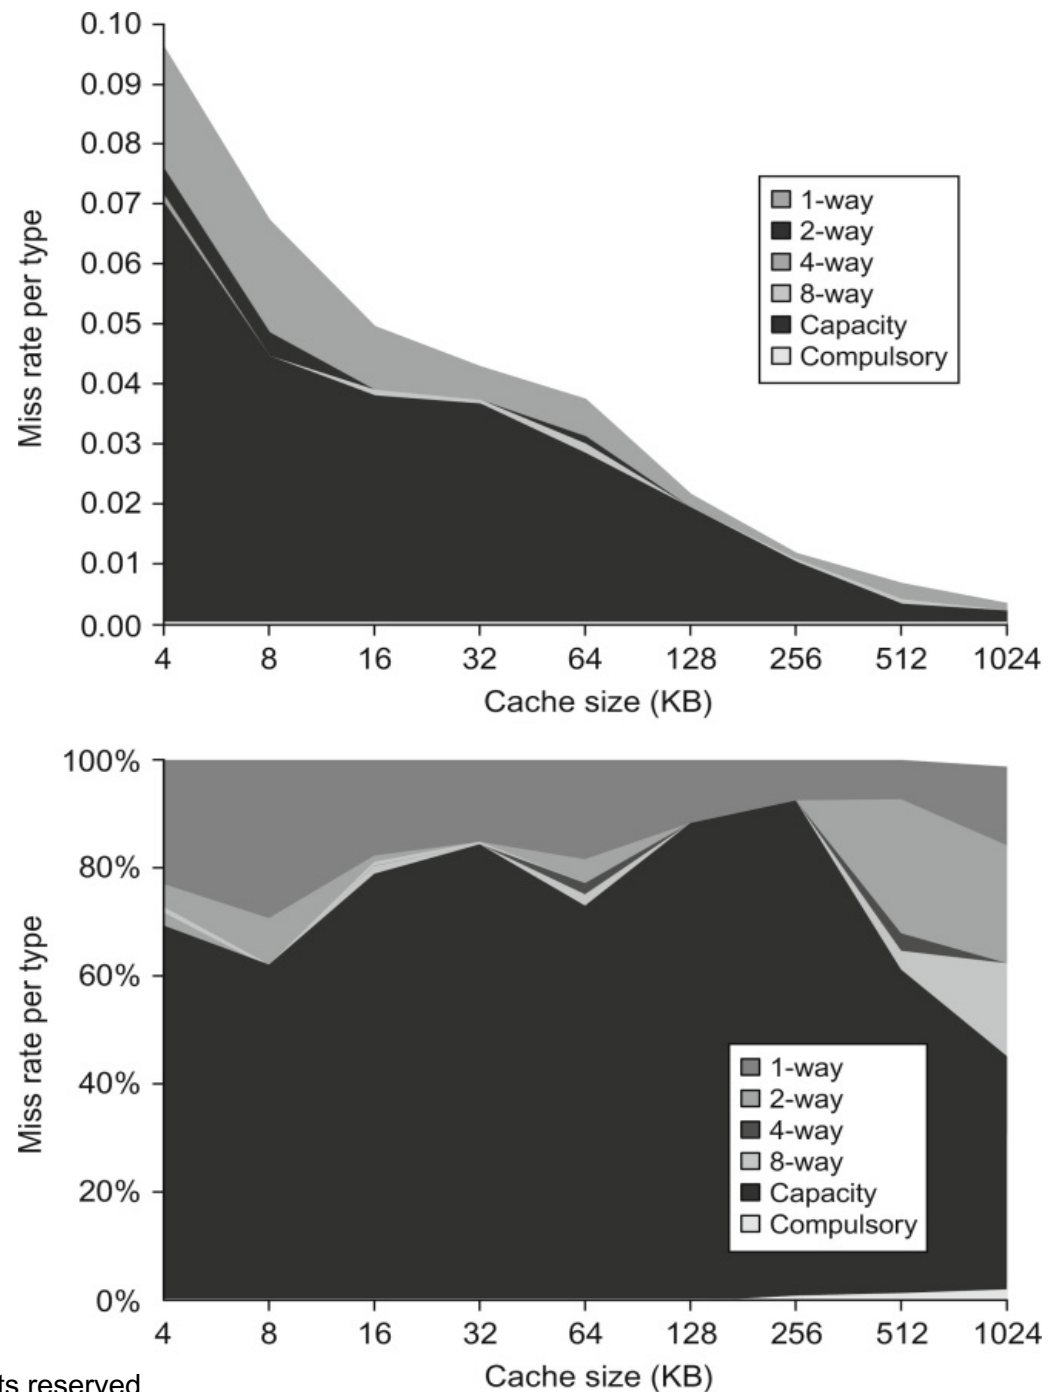 0.10
0.09
0.08
0.07
0.06
0.05
0.04
0.03
0.02
0.01
0.00
Miss rate per type
1-way
2-way
4-way
8-way
Capacity
Compulsory
4 8 16 32 64 128 256 512 1024
Cache size (KB)
100%
80%
60%
40%
20%
0%
Miss rate per type
1-way
2-way
4-way
8-way
Capacity
Compulsory
4 8 16 32 64 128 256 512 1024
Cache size (KB)
ts reserved